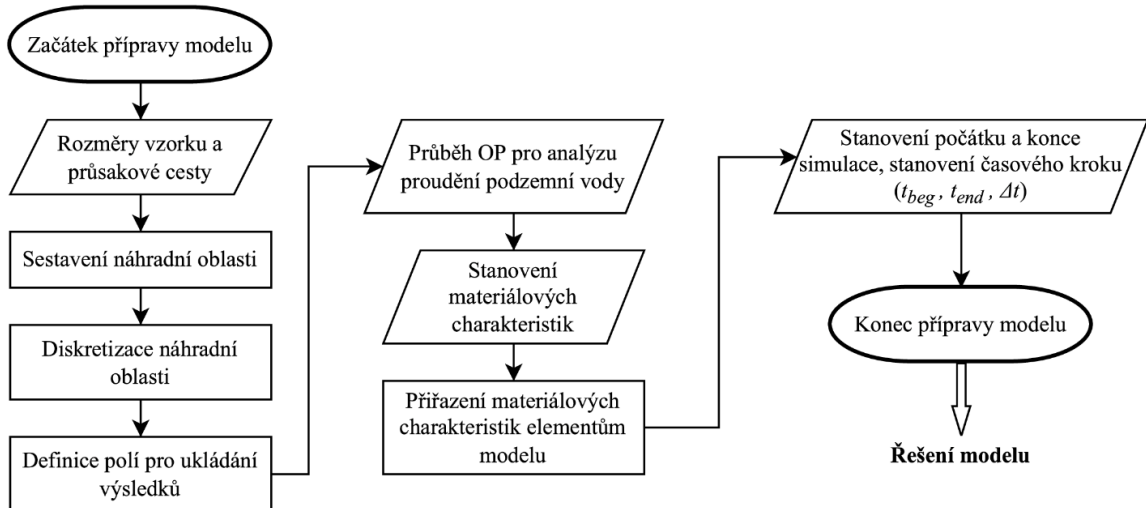 Začátek přípravy modelu
Rozměry vzorku a
průsakové cesty
Sestavení náhradní oblasti
Diskretizace náhradní
oblasti
Definice polí pro ukládání
výsledků
Průběh OP pro analýzu
proudění podzemní vody
Stanovení
materiálových
charakteristik
Přiřazení materiálových
charakteristik elementům
modelu
Stanovení počátku a konce
simulace, stanovení časového kroku
(t_beg , t_end , Δt)
Konec přípravy modelu
Řešení modelu